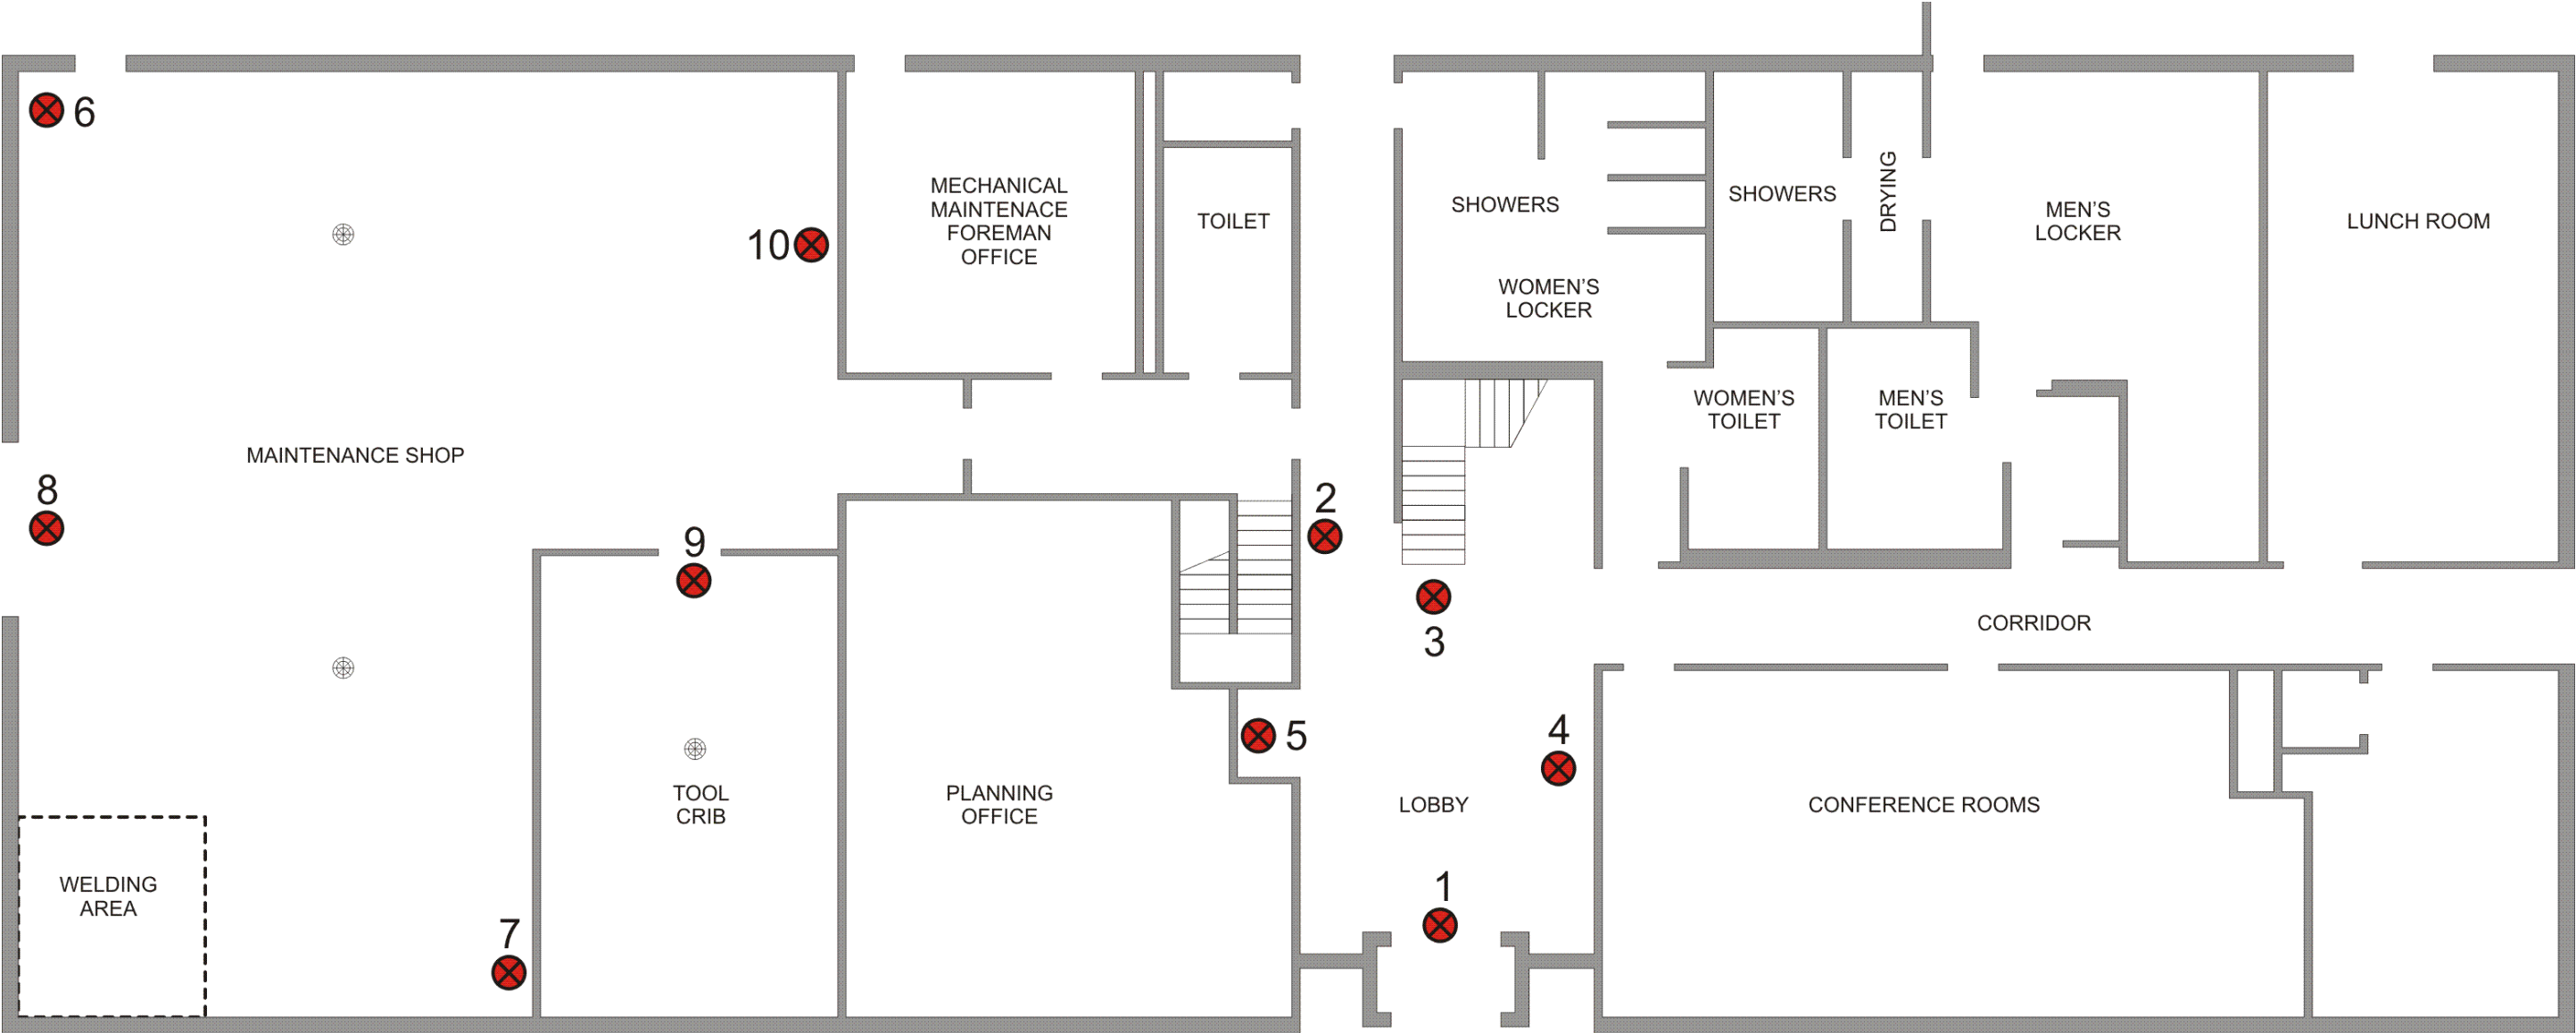 6
10
MECHANICAL
MAINTENACE
FOREMAN
OFFICE
TOILET
SHOWERS
WOMEN'S
LOCKER
SHOWERS
DRYING
MEN'S
LOCKER
LUNCH ROOM
WOMEN'S
TOILET
MEN'S
TOILET
MAINTENANCE SHOP
8
9
2
3
CORRIDOR
5
4
TOOL
CRIB
PLANNING
OFFICE
LOBBY
CONFERENCE ROOMS
WELDING
AREA
7
1